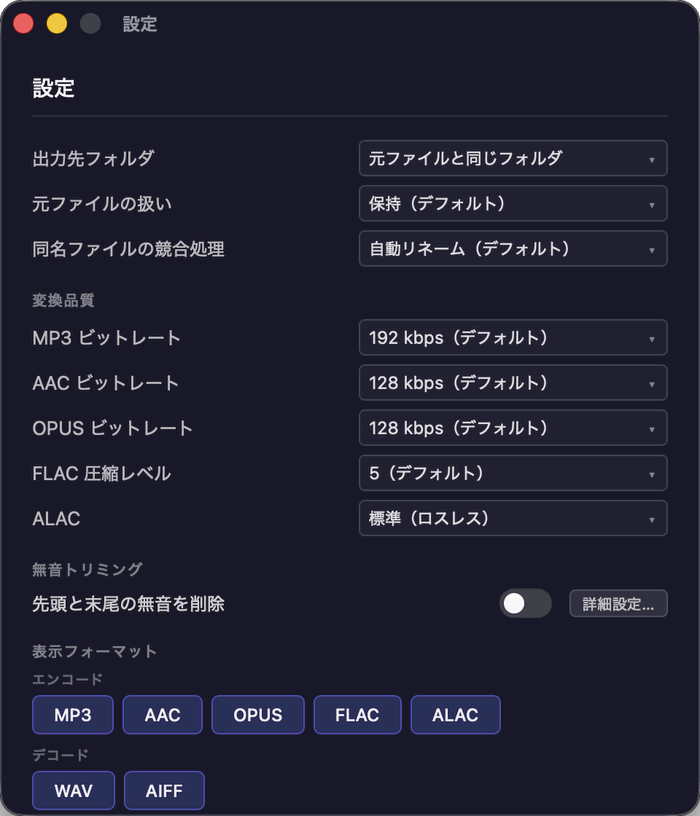 設定
設定
出力先フォルダ 元ファイルと同じフォルダ
元ファイルの扱い 保持（デフォルト）
同名ファイルの競合処理 自動リネーム（デフォルト）
変換品質
MP3 ビットレート 192 kbps（デフォルト）
AAC ビットレート 128 kbps（デフォルト）
OPUS ビットレート 128 kbps（デフォルト）
FLAC 圧縮レベル 5（デフォルト）
ALAC 標準（ロスレス）
無音トリミング
先頭と末尾の無音を削除 詳細設定...
表示フォーマット
エンコード
MP3 AAC OPUS FLAC ALAC
デコード
WAV AIFF